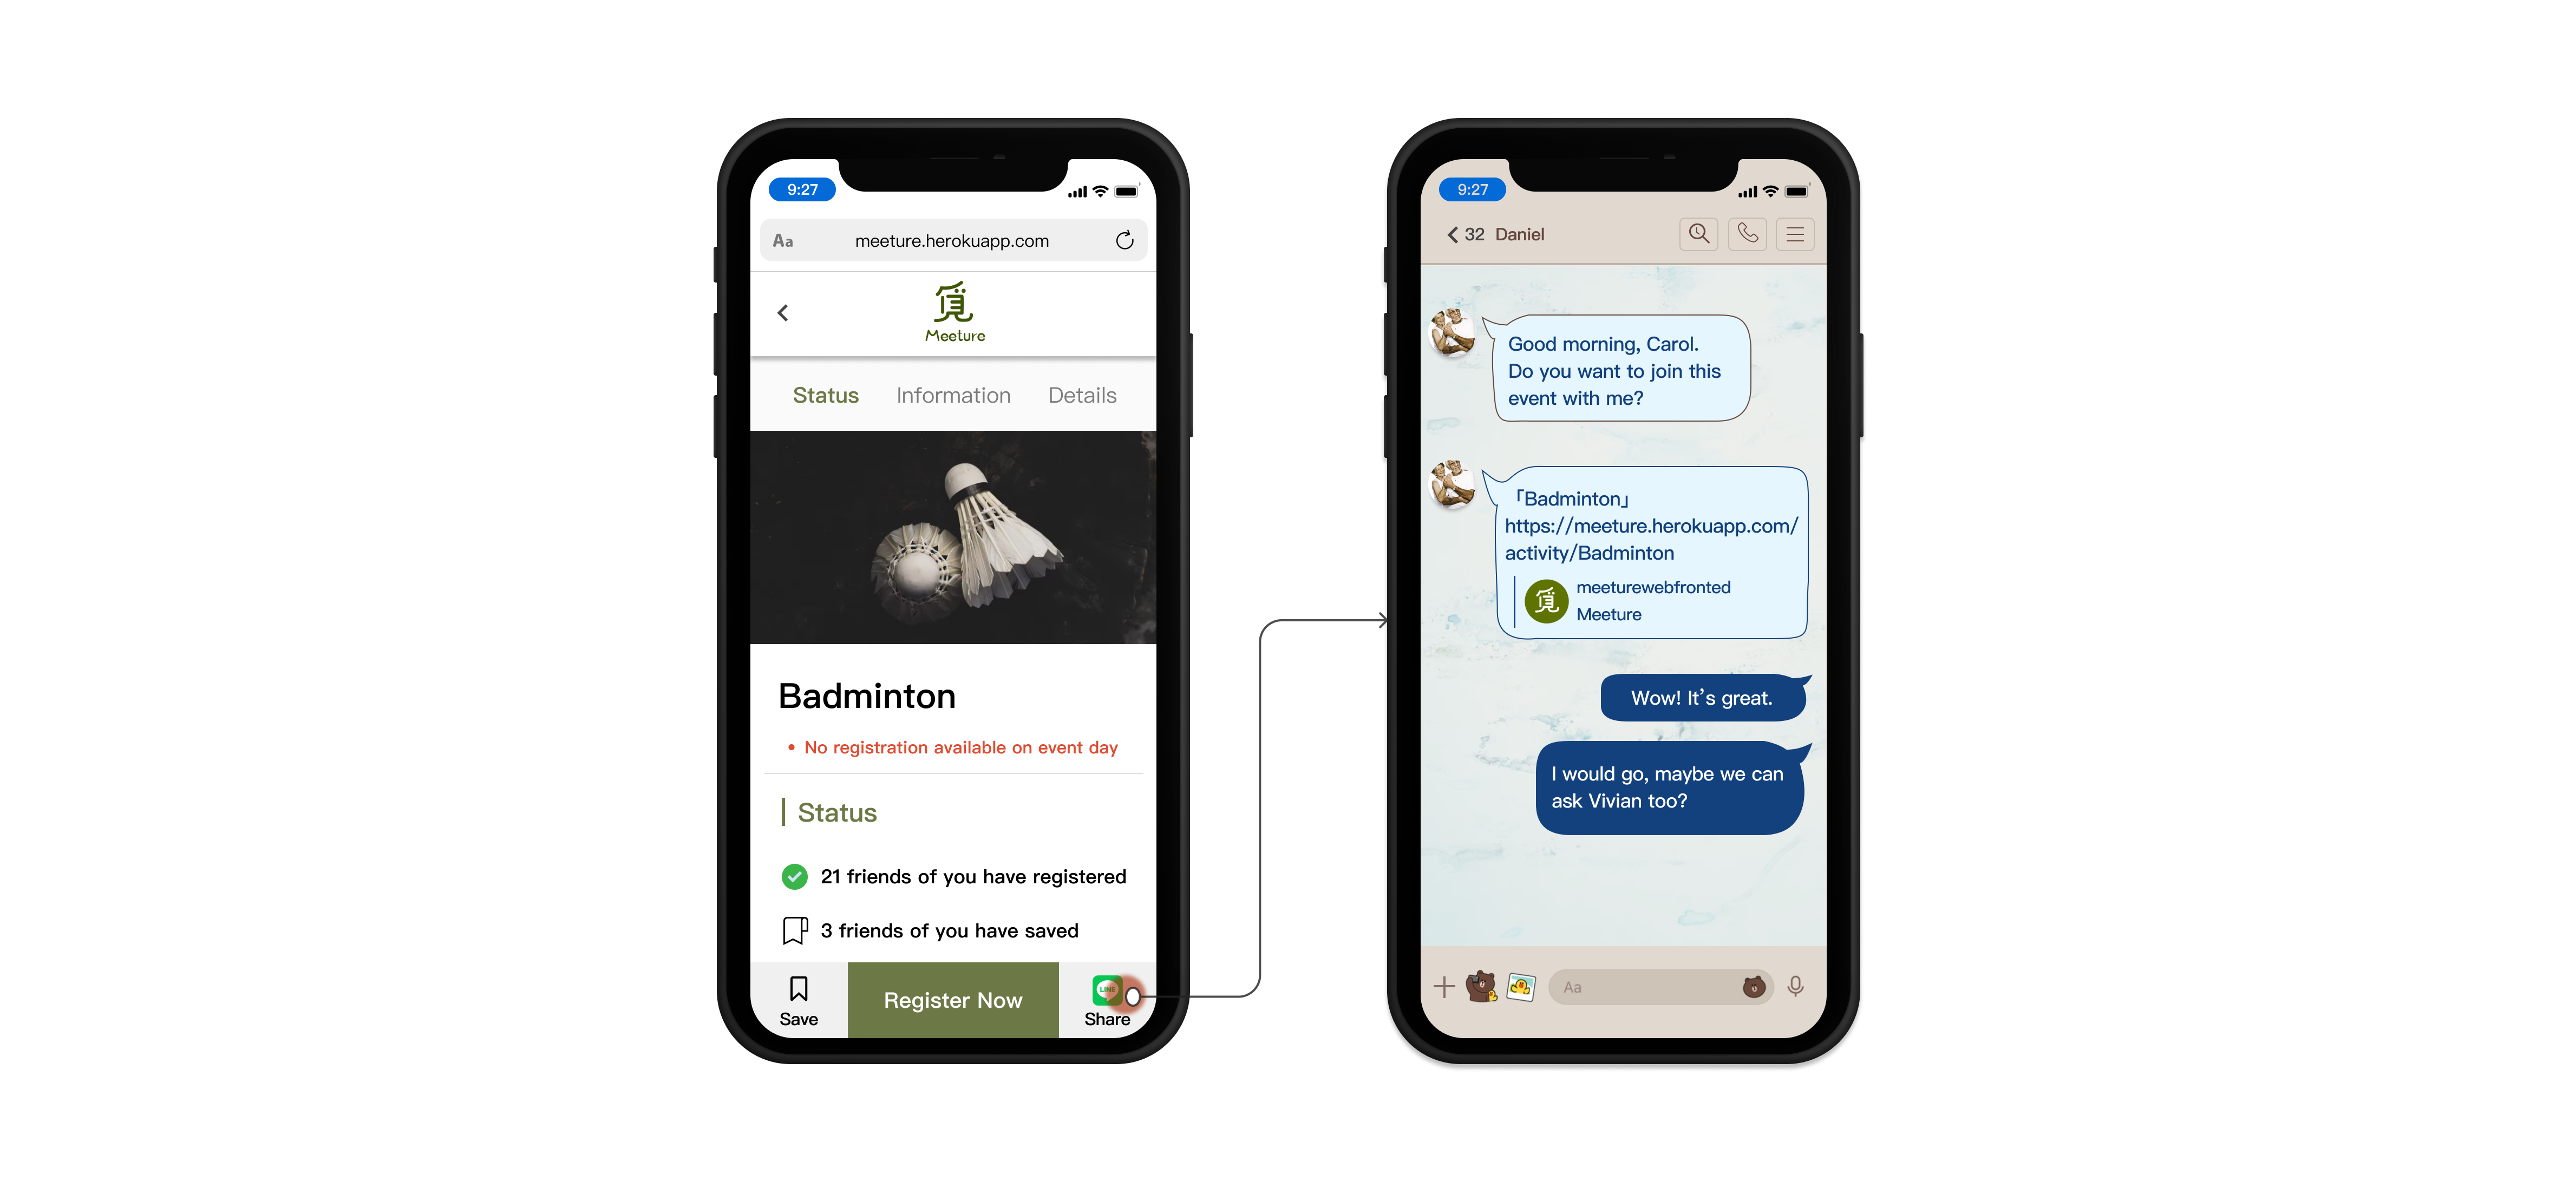 9:27
Aa meeture.herokuapp.com
Meeture
Status Information Details
Badminton
• No registration available on event day
Status
21 friends of you have registered
3 friends of you have saved
Save
Register Now
LINE
Share
9:27
32 Daniel
Good morning, Carol.
Do you want to join this
event with me?
「Badminton」
https://meeture.herokuapp.com/
activity/Badminton
meeturewebfronted
Meeture
Wow! It's great.
I would go, maybe we can
ask Vivian too?
Aa